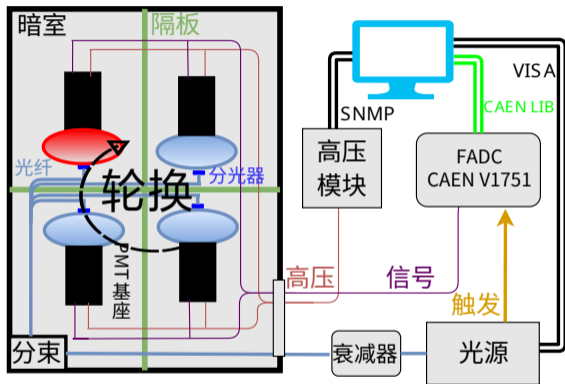 暗室
隔板
光纤
分光器
轮换
PMT 基座
分束
高压
信号
触发
衰减器
光源
SNMP
高压
模块
FADC
CAEN V1751
VISA
CAEN LIB